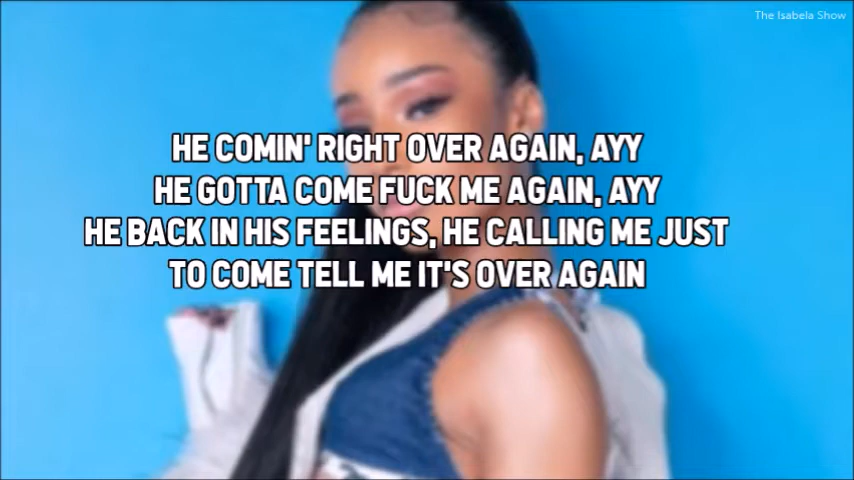 The Isabela Show
HE COMIN' RIGHT OVER AGAIN, AYY
HE GOTTA COME FUCK ME AGAIN, AYY
HE BACK IN HIS FEELINGS, HE CALLING ME JUST
TO COME TELL ME IT'S OVER AGAIN